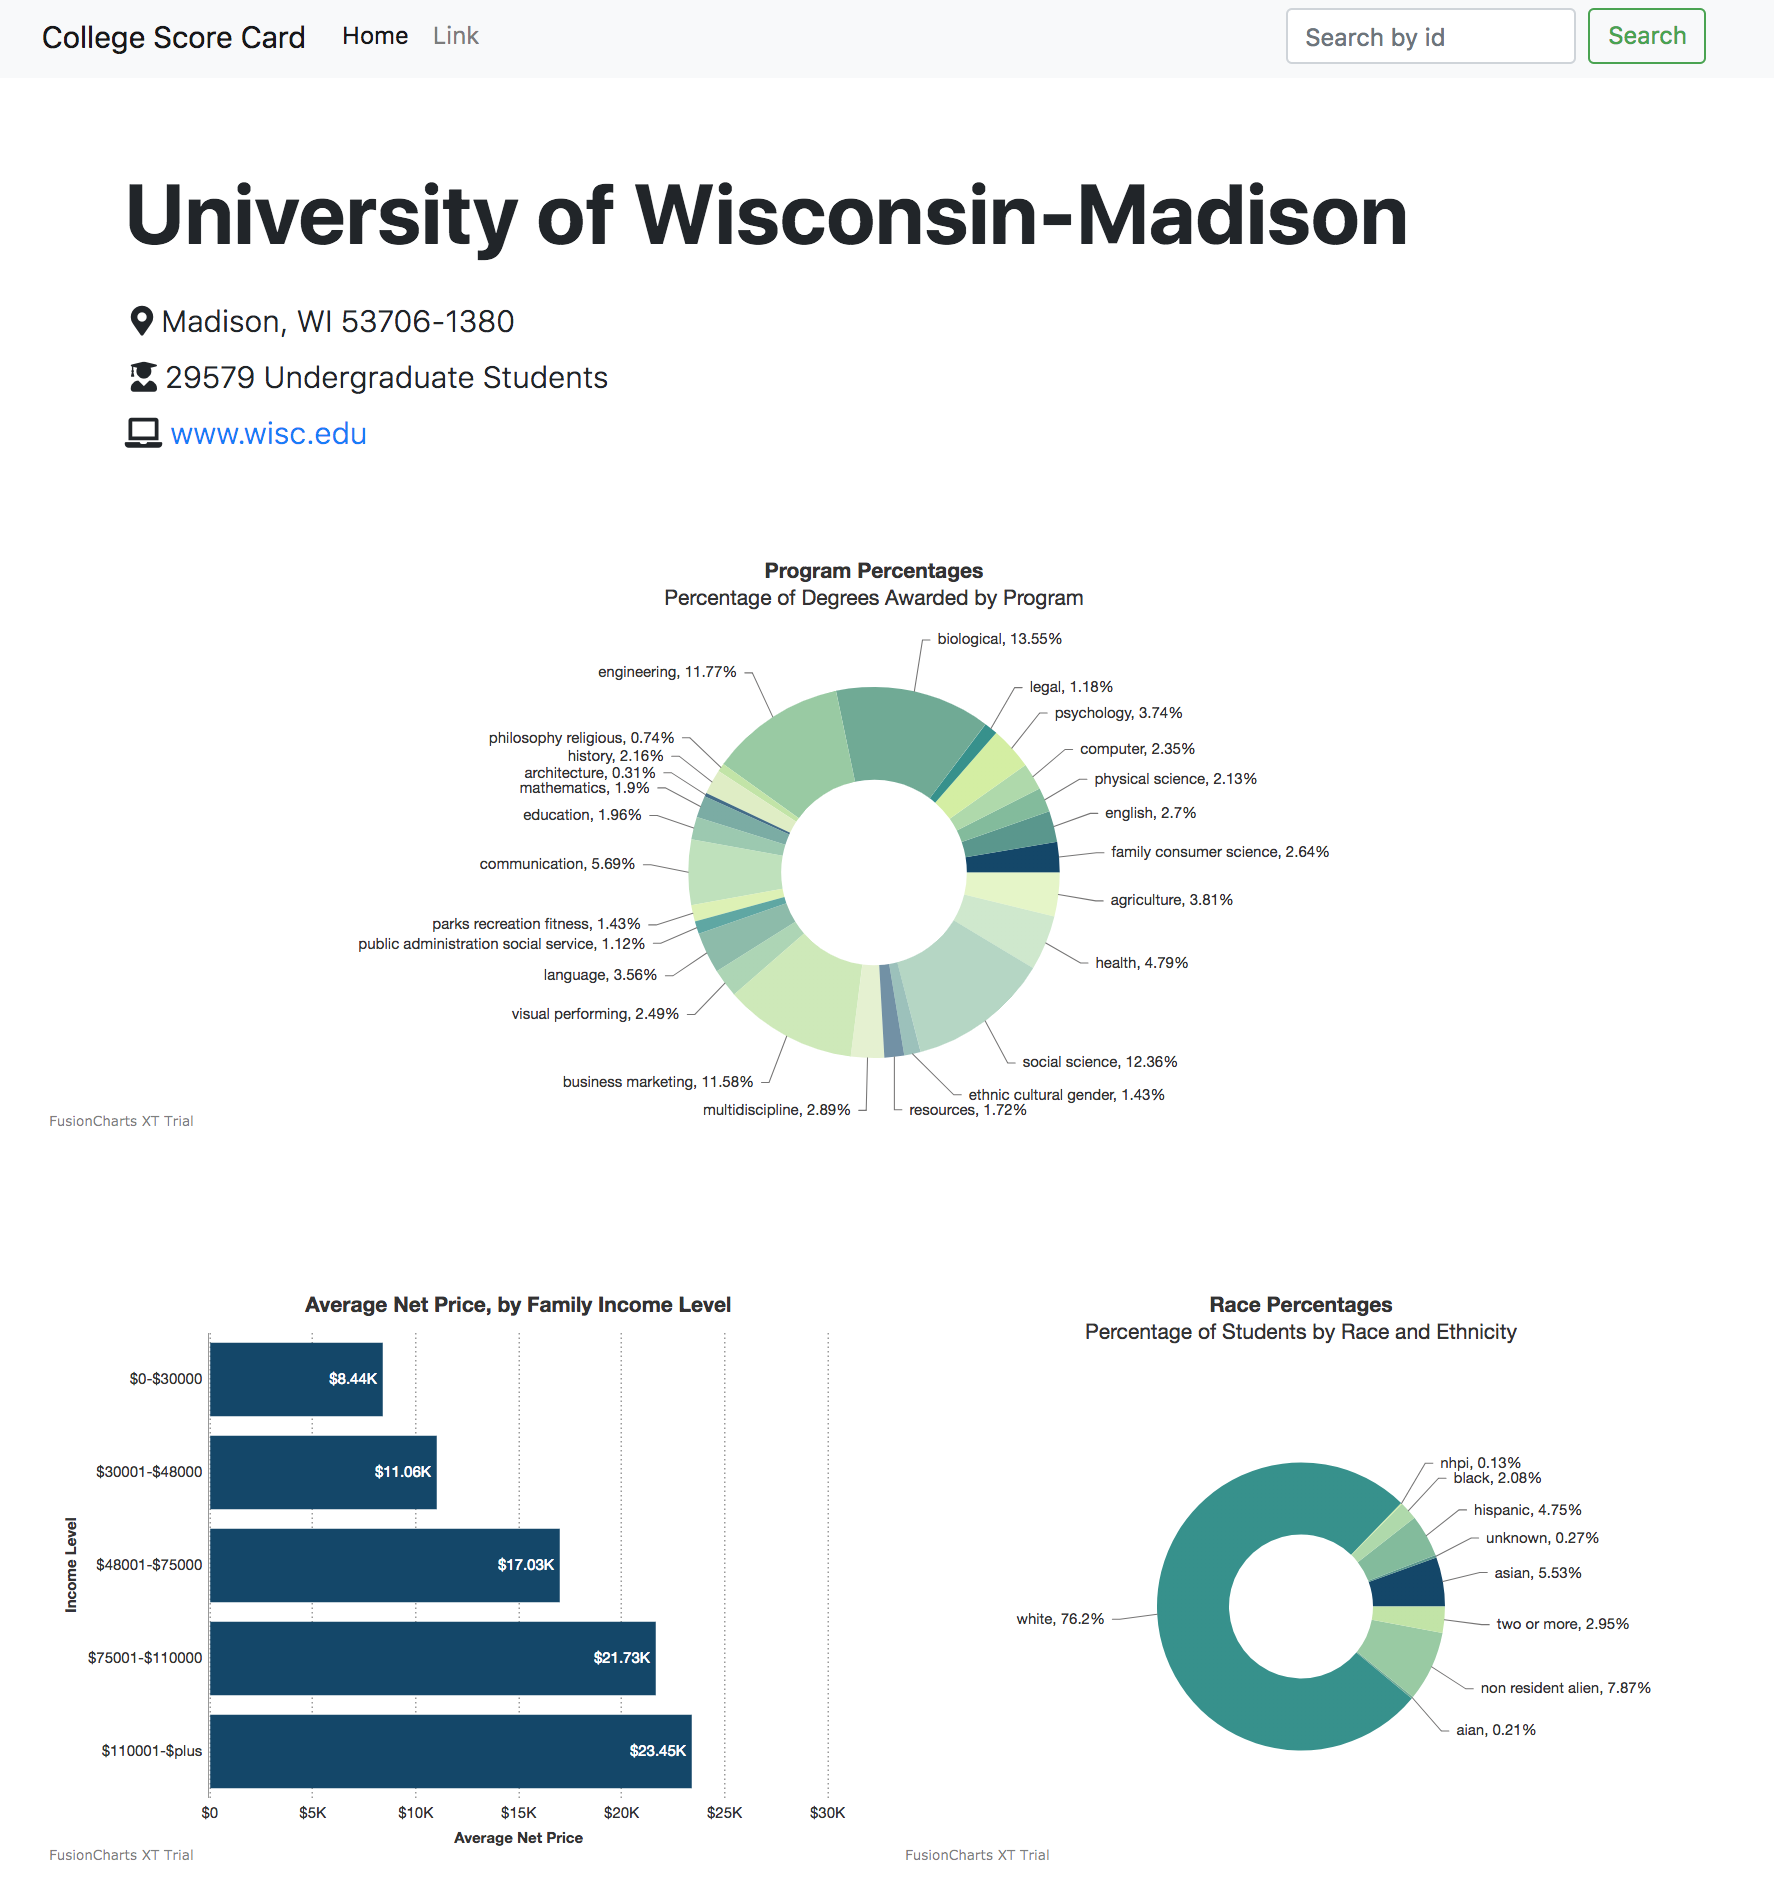 College Score Card Home Link Search by id Search
University of Wisconsin-Madison
Madison, WI 53706-1380
29579 Undergraduate Students
www.wisc.edu
Program Percentages
Percentage of Degrees Awarded by Program
biological, 13.55%
engineering, 11.77%
legal, 1.18%
psychology, 3.74%
philosophy religious, 0.74%
computer, 2.35%
history, 2.16%
architecture, 0.31%
physical science, 2.13%
mathematics, 1.9%
english, 2.7%
education, 1.96%
family consumer science, 2.64%
communication, 5.69%
agriculture, 3.81%
parks recreation fitness, 1.43%
public administration social service, 1.12%
health, 4.79%
language, 3.56%
visual performing, 2.49%
social science, 12.36%
business marketing, 11.58%
ethnic cultural gender, 1.43%
multidiscipline, 2.89%
resources, 1.72%
FusionCharts XT Trial
Average Net Price, by Family Income Level
Income Level
$0-$30000 $8.44K
$30001-$48000 $11.06K
$48001-$75000 $17.03K
$75001-$110000 $21.73K
$110001-$plus $23.45K
$0 $5K $10K $15K $20K $25K $30K
Average Net Price
FusionCharts XT Trial
Race Percentages
Percentage of Students by Race and Ethnicity
nhpi, 0.13%
black, 2.08%
hispanic, 4.75%
unknown, 0.27%
asian, 5.53%
white, 76.2%
two or more, 2.95%
non resident alien, 7.87%
aian, 0.21%
FusionCharts XT Trial